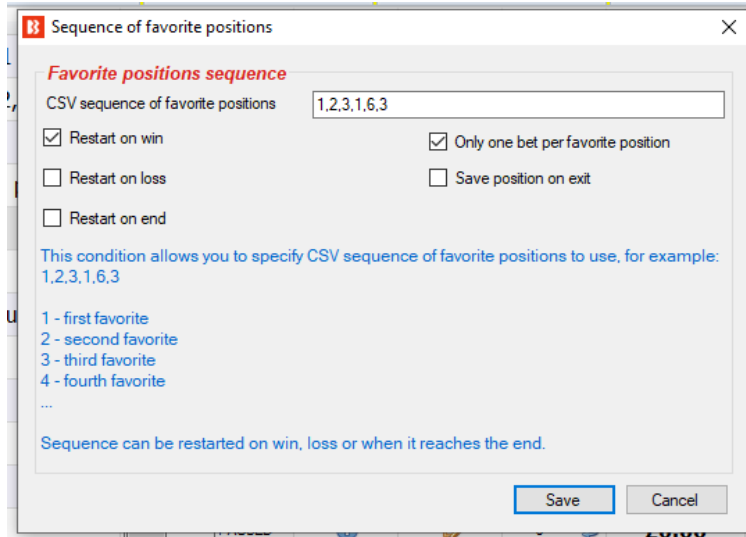 Sequence of favorite positions
Favorite positions sequence
CSV sequence of favorite positions 1,2,3,1,6,3
Restart on win Only one bet per favorite position
Restart on loss Save position on exit
Restart on end
This condition allows you to specify CSV sequence of favorite positions to use, for example:
1,2,3,1,6,3
1 - first favorite
2 - second favorite
3 - third favorite
4 - fourth favorite
...
Sequence can be restarted on win, loss or when it reaches the end.
Save Cancel